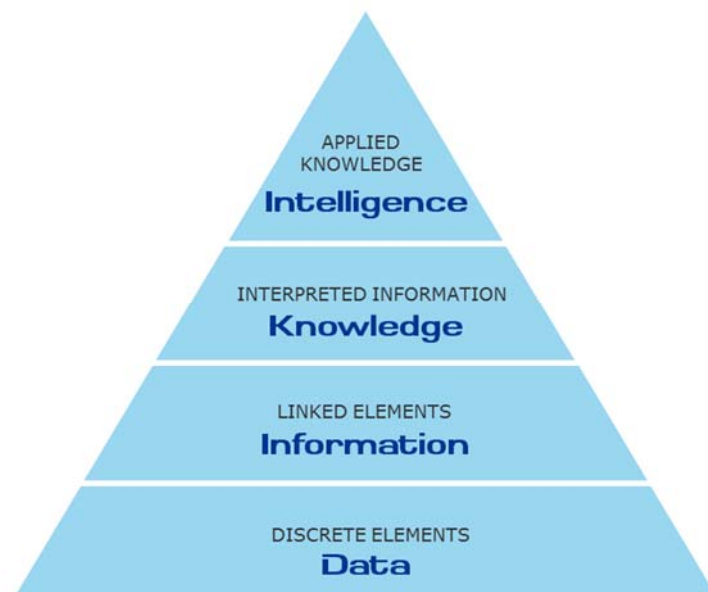 APPLIED
KNOWLEDGE
Intelligence
INTERPRETED INFORMATION
Knowledge
LINKED ELEMENTS
Information
DISCRETE ELEMENTS
Data